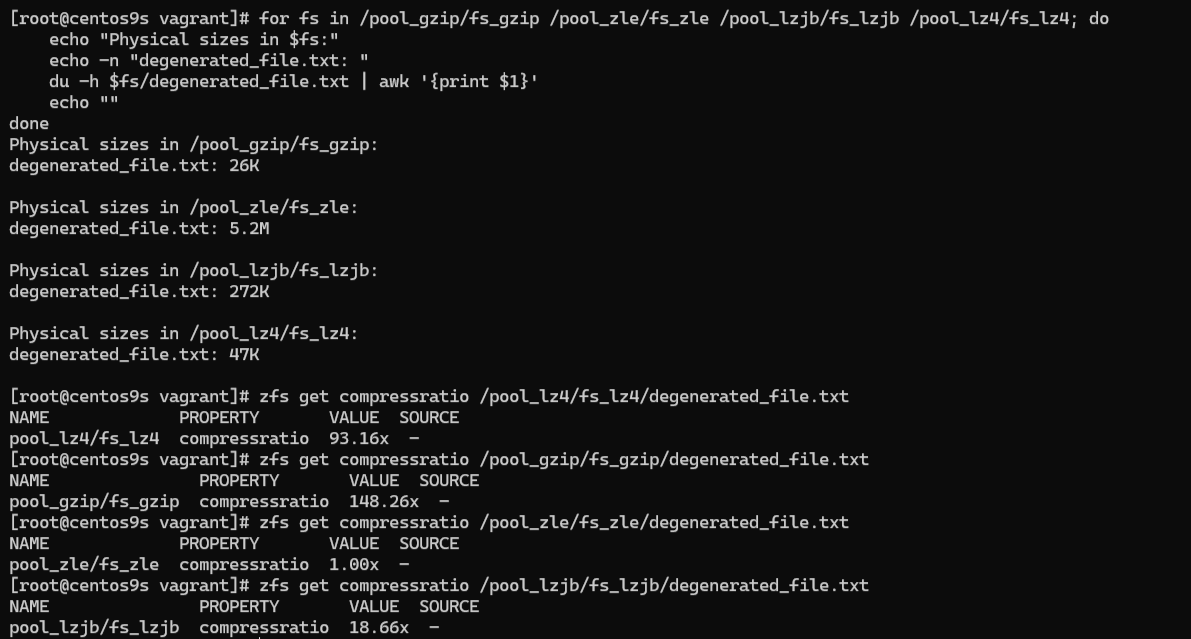 [root@centos9s vagrant]# for fs in /pool_gzip/fs_gzip /pool_zle/fs_zle /pool_lzjb/fs_lzjb /pool_lz4/fs_lz4; do
    echo "Physical sizes in $fs:"
    echo -n "degenerated_file.txt: "
    du -h $fs/degenerated_file.txt | awk '{print $1}'
    echo ""
done
Physical sizes in /pool_gzip/fs_gzip:
degenerated_file.txt: 26K

Physical sizes in /pool_zle/fs_zle:
degenerated_file.txt: 5.2M

Physical sizes in /pool_lzjb/fs_lzjb:
degenerated_file.txt: 272K

Physical sizes in /pool_lz4/fs_lz4:
degenerated_file.txt: 47K

[root@centos9s vagrant]# zfs get compressratio /pool_lz4/fs_lz4/degenerated_file.txt
NAME             PROPERTY       VALUE  SOURCE
pool_lz4/fs_lz4  compressratio  93.16x  -
[root@centos9s vagrant]# zfs get compressratio /pool_gzip/fs_gzip/degenerated_file.txt
NAME               PROPERTY       VALUE  SOURCE
pool_gzip/fs_gzip  compressratio  148.26x  -
[root@centos9s vagrant]# zfs get compressratio /pool_zle/fs_zle/degenerated_file.txt
NAME             PROPERTY       VALUE  SOURCE
pool_zle/fs_zle  compressratio  1.00x  -
[root@centos9s vagrant]# zfs get compressratio /pool_lzjb/fs_lzjb/degenerated_file.txt
NAME               PROPERTY       VALUE  SOURCE
pool_lzjb/fs_lzjb  compressratio  18.66x  -